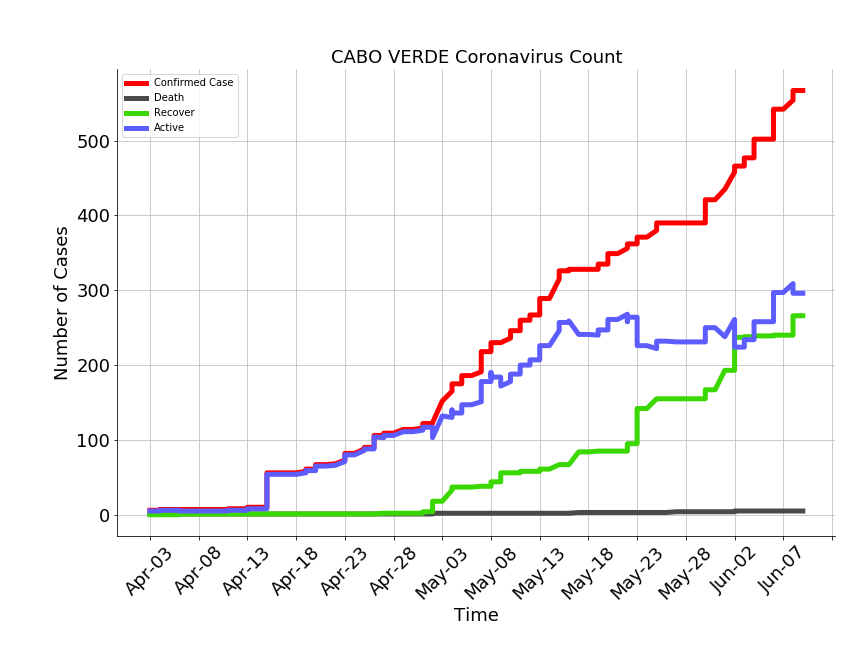 CABO VERDE Coronavirus Count
Confirmed Case
Death
Recover
Active
Number of Cases
500
400
300
200
100
0
Apr-03
Apr-08
Apr-13
Apr-18
Apr-23
Apr-28
May-03
May-08
May-13
May-18
May-23
May-28
Jun-02
Jun-07
Time